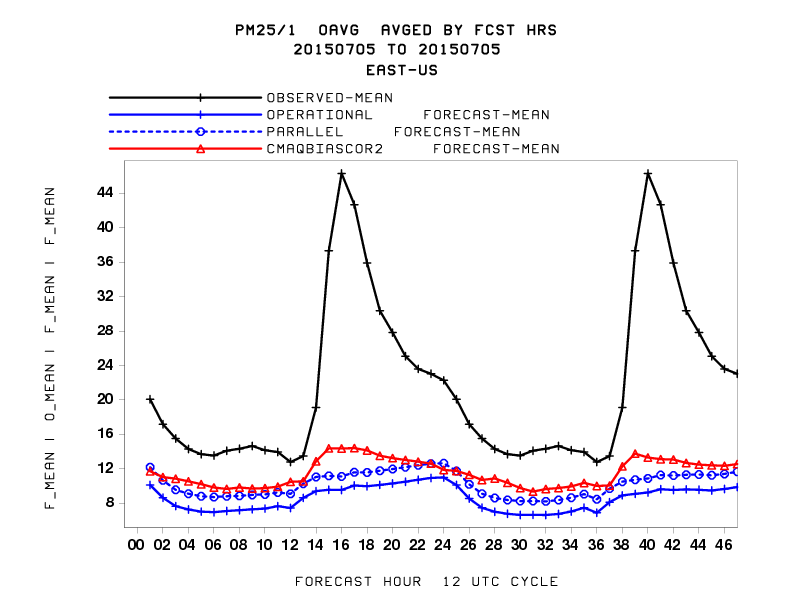 PM25/1 OAVG AVGED BY FCST HRS
20150705 TO 20150705
EAST-US
OBSERVED-MEAN
OPERATIONAL FORECAST-MEAN
PARALLEL FORECAST-MEAN
CMAQBIASCOR2 FORECAST-MEAN
F_MEAN | O_MEAN | F_MEAN | F_MEAN
44
40
36
32
28
24
20
16
12
8
00 02 04 06 08 10 12 14 16 18 20 22 24 26 28 30 32 34 36 38 40 42 44 46
FORECAST HOUR 12 UTC CYCLE